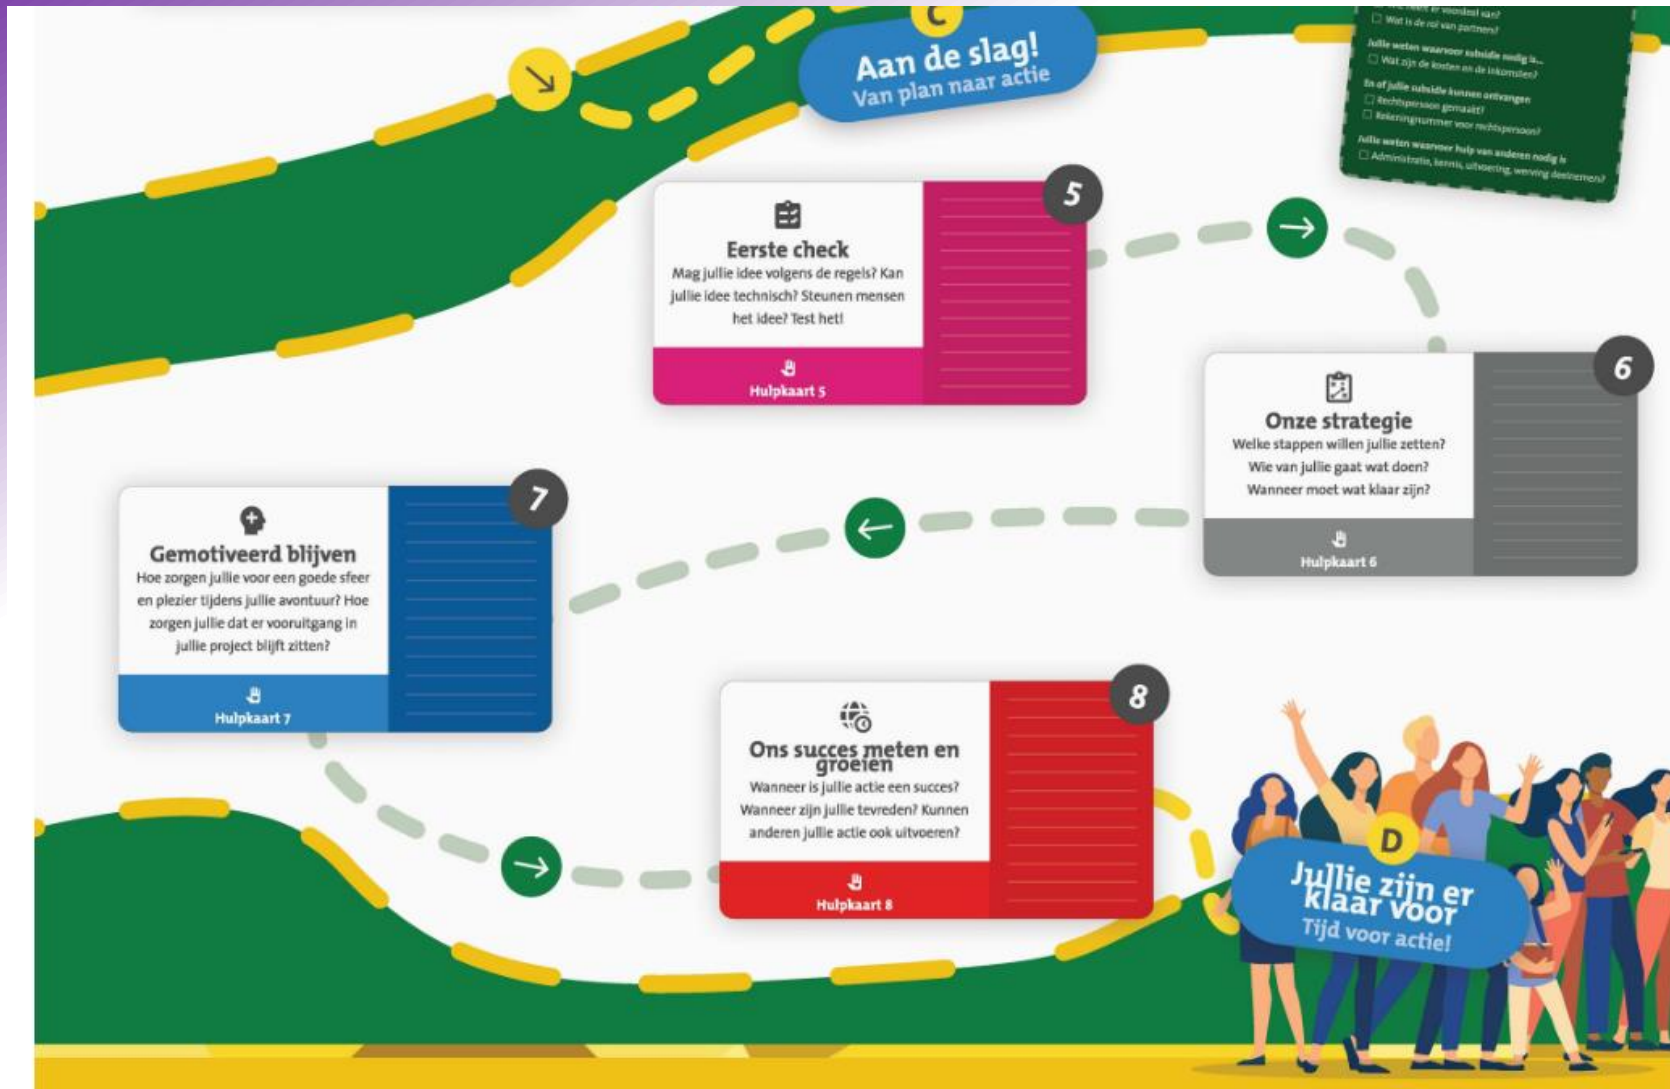 C
Aan de slag!
Van plan naar actie
Wat is de rol van partners?
Jullie weten waarvoor subsidie nodig is...
Wat zijn de kosten en de inkomsten?
En of jullie subsidie kunnen ontvangen
Rechtspersoon gemaakt?
Rekeningnummer voor rechtspersoon?
Jullie weten waarvoor hulp van anderen nodig is
Administratie, kennis, uitvoering, werving deelnemers?
5
Eerste check
Mag jullie idee volgens de regels? Kan
jullie idee technisch? Steunen mensen
het idee? Test het!
Hulpkaart 5
6
Onze strategie
Welke stappen willen jullie zetten?
Wie van jullie gaat wat doen?
Wanneer moet wat klaar zijn?
Hulpkaart 6
7
Gemotiveerd blijven
Hoe zorgen jullie voor een goede sfeer
en plezier tijdens jullie avontuur? Hoe
zorgen jullie dat er vooruitgang in
jullie project blijft zitten?
Hulpkaart 7
8
Ons succes meten en
groeien
Wanneer is jullie actie een succes?
Wanneer zijn jullie tevreden? Kunnen
anderen jullie actie ook uitvoeren?
Hulpkaart 8
D
Jullie zijn er
klaar voor
Tijd voor actie!